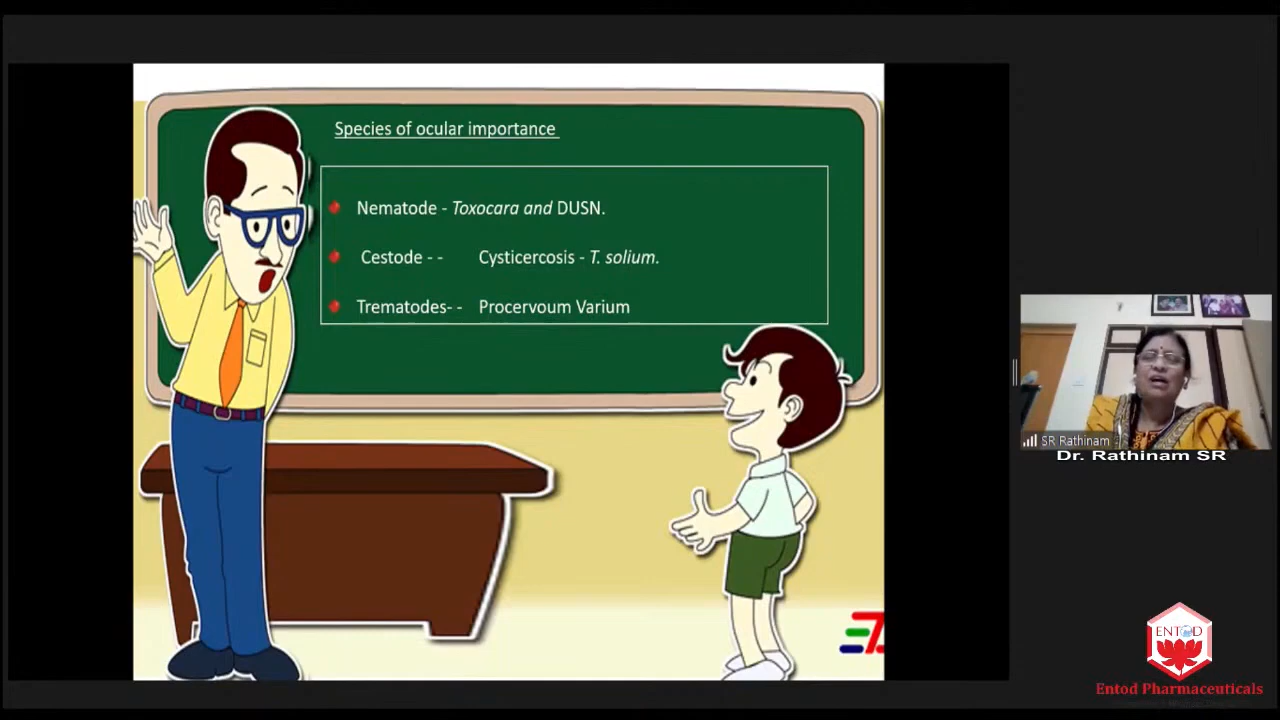 Species of ocular importance
Nematode - Toxocara and DUSN.
Cestode - - Cysticercosis - T. solium.
Trematodes- - Procervoum Varium
SR Rathinam
Dr. Rathinam SR
ENTOD
Entod Pharmaceuticals